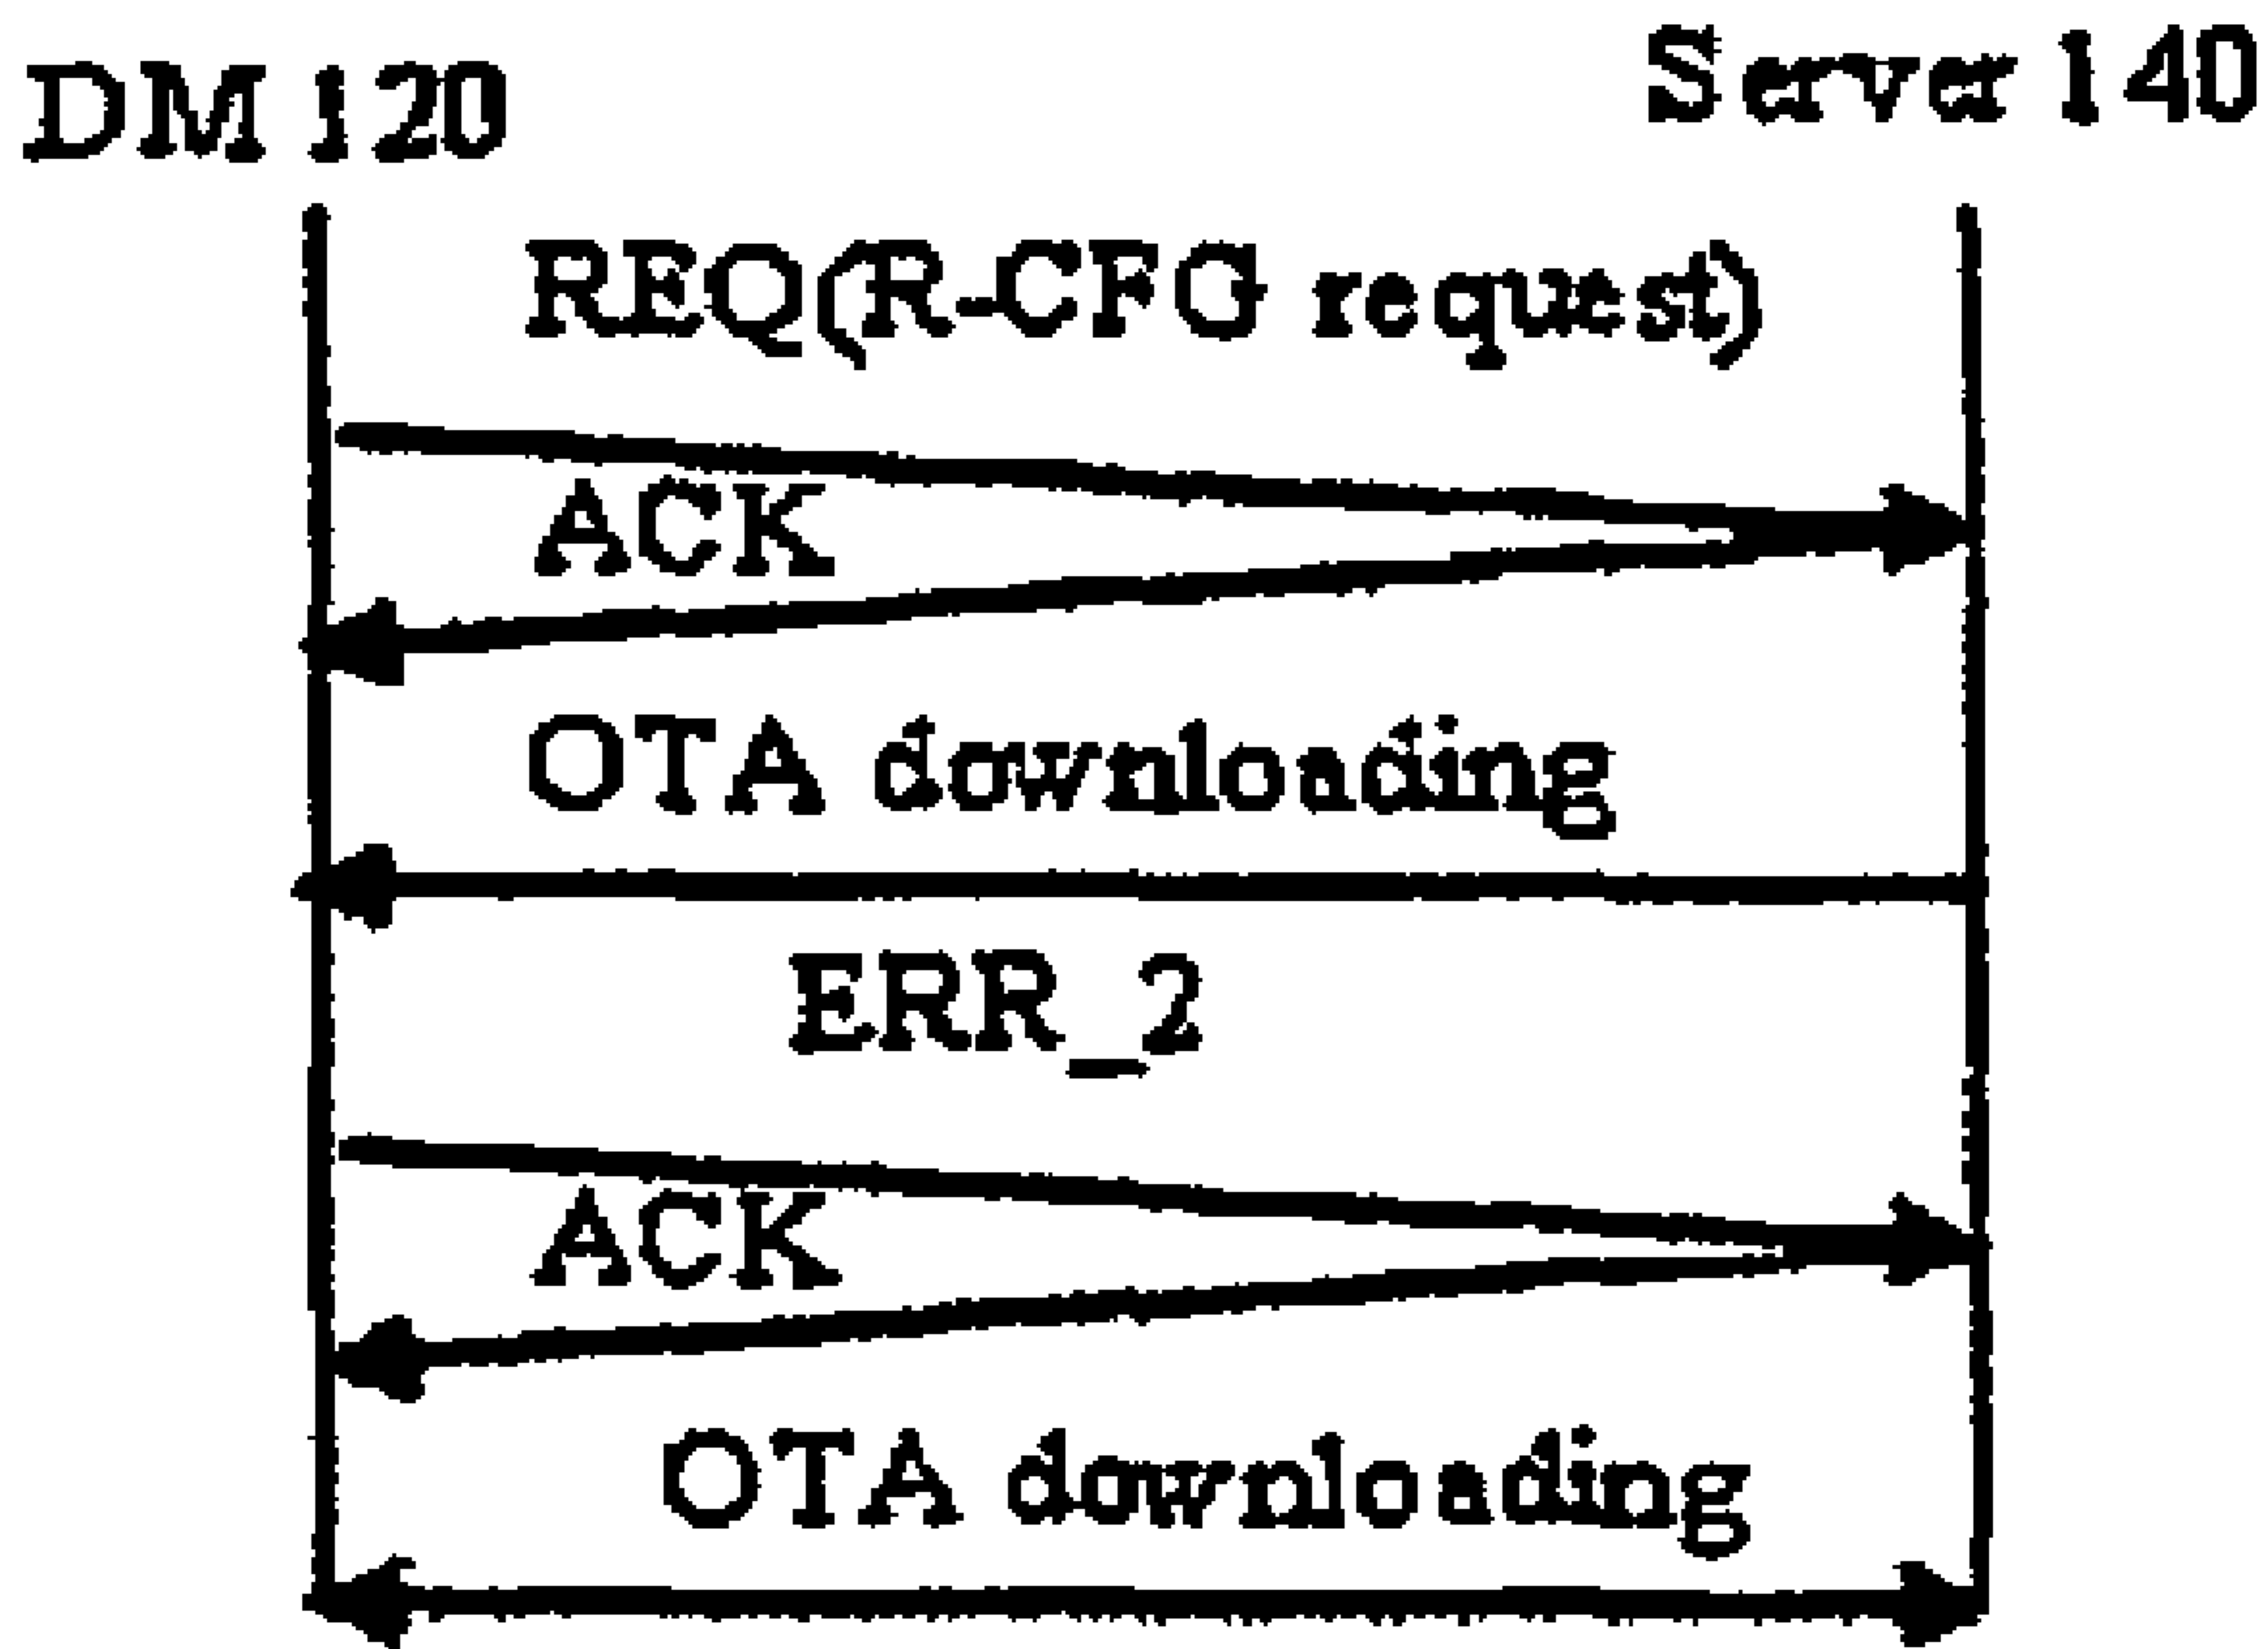 DM 120
Server 140
REQ(R-CFG request)
ACK
OTA downloading
ERR_2
ACK
OTA downloading